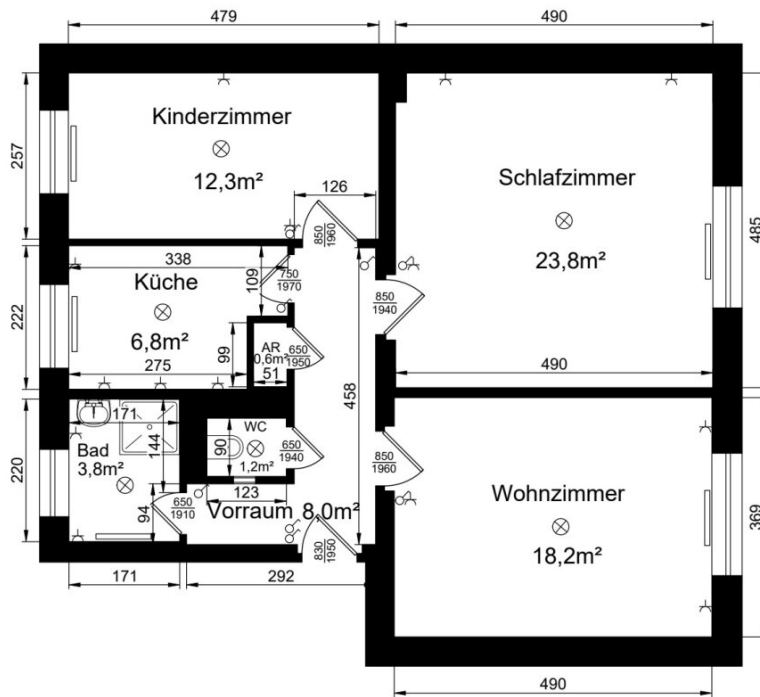 479
490
257
Kinderzimmer
12,3m²
126
850
1960
Schlafzimmer
23,8m²
485
338
109
750
1970
222
Küche
6,8m²
850
1940
AR
0,6m²
51
650
1950
99
275
490
458
171
144
Bad
3,8m²
220
94
90
WC
1,2m²
650
1940
850
1960
123
650
1910
Vorraum 8,0m²
830
1950
Wohnzimmer
18,2m²
369
171
292
490